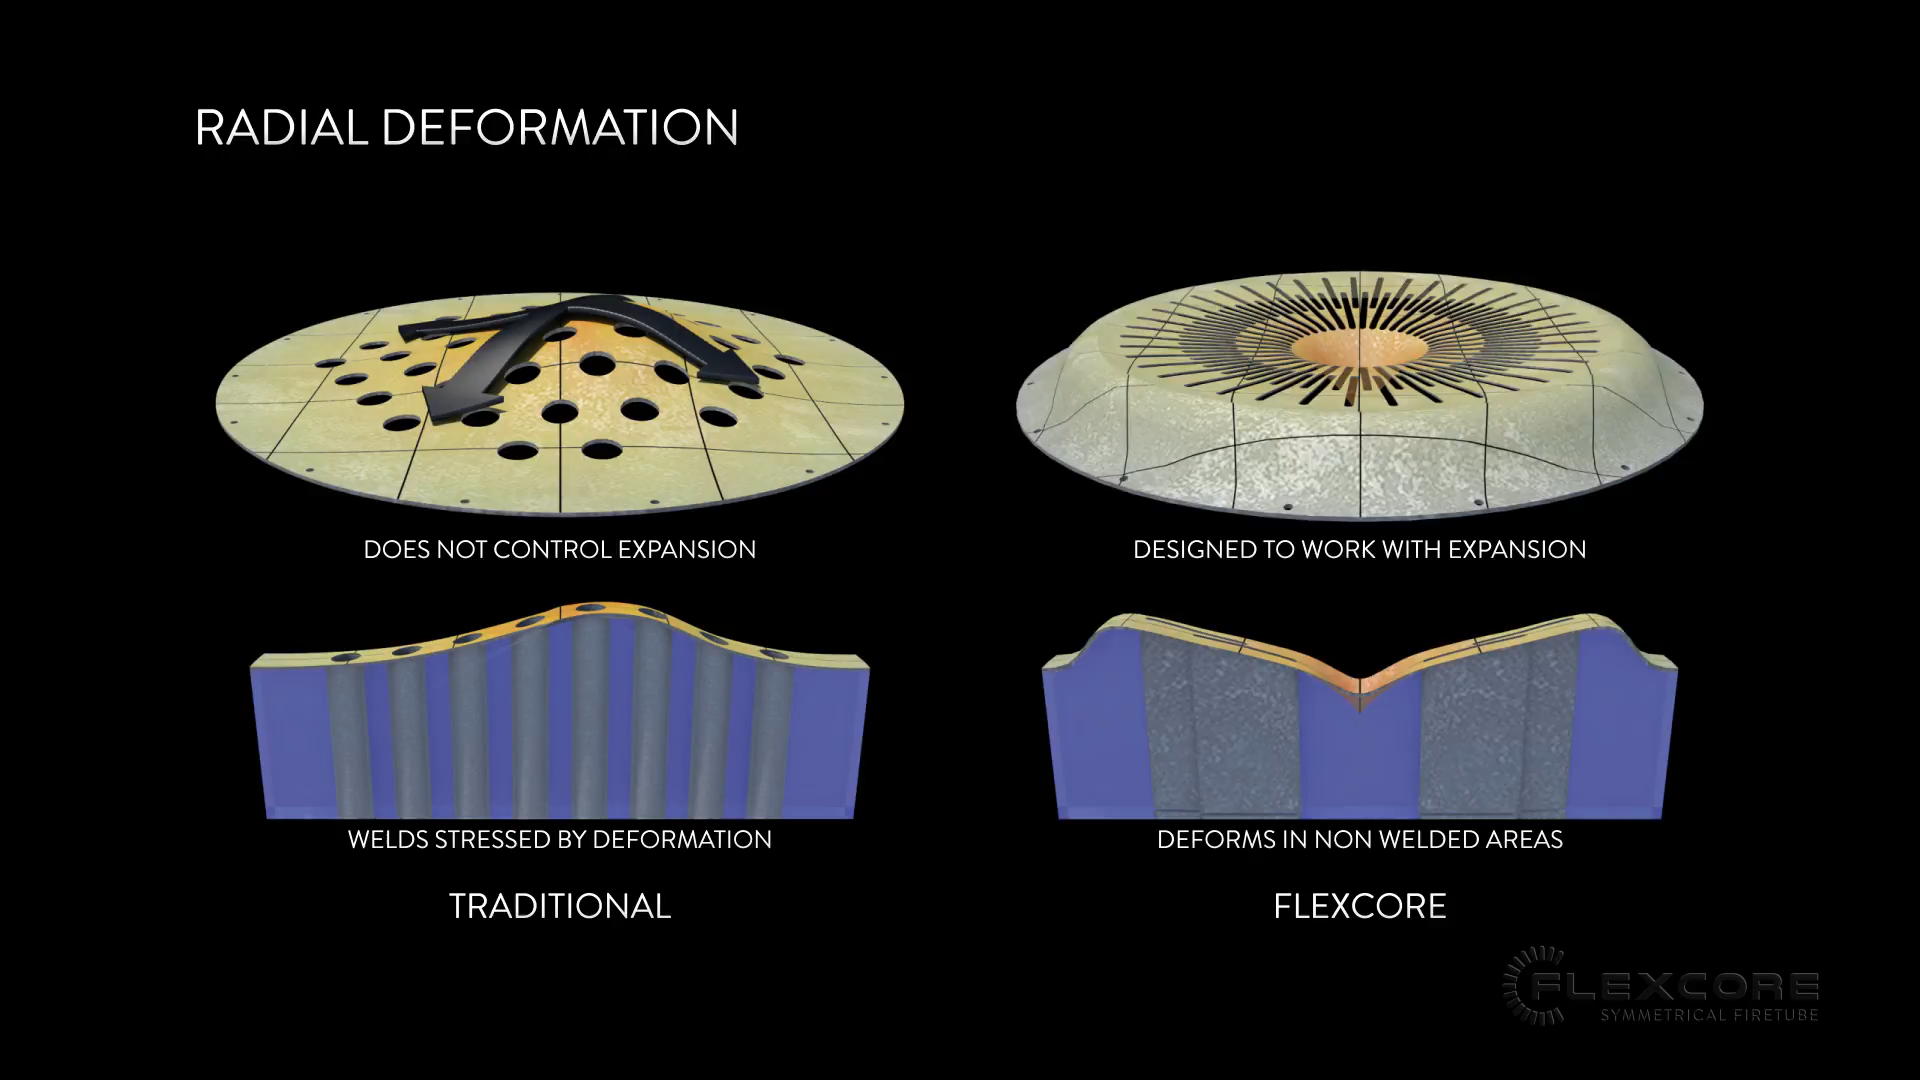 RADIAL DEFORMATION
DOES NOT CONTROL EXPANSION
DESIGNED TO WORK WITH EXPANSION
WELDS STRESSED BY DEFORMATION
DEFORMS IN NON WELDED AREAS
TRADITIONAL
FLEXCORE
FLEXCORE
SYMMETRICAL FIRETUBE